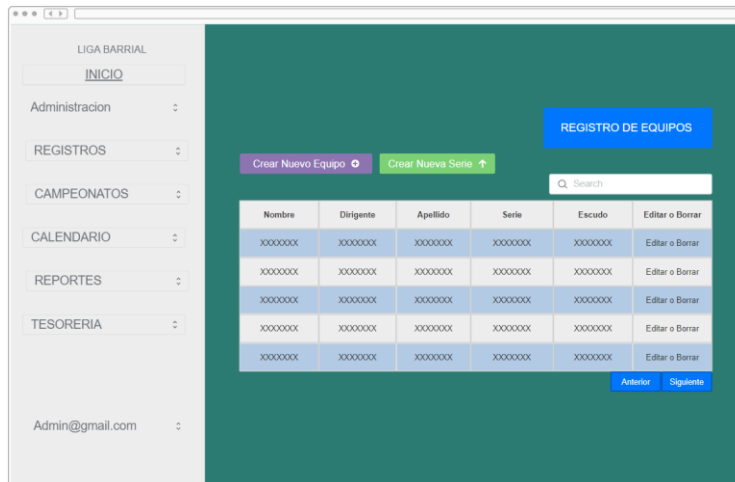 LIGA BARRIAL
INICIO
Administracion
REGISTROS
CAMPEONATOS
CALENDARIO
REPORTES
TESORERIA
Admin@gmail.com
REGISTRO DE EQUIPOS
Crear Nuevo Equipo Crear Nueva Serie
Search
Nombre Dirigente Apellido Serie Escudo Editar o Borrar
XXXXXXX XXXXXXX XXXXXXX XXXXXXX XXXXXXX Editar o Borrar
XXXXXXX XXXXXXX XXXXXXX XXXXXXX XXXXXXX Editar o Borrar
XXXXXXX XXXXXXX XXXXXXX XXXXXXX XXXXXXX Editar o Borrar
XXXXXXX XXXXXXX XXXXXXX XXXXXXX XXXXXXX Editar o Borrar
XXXXXXX XXXXXXX XXXXXXX XXXXXXX XXXXXXX Editar o Borrar
Anterior Siguiente